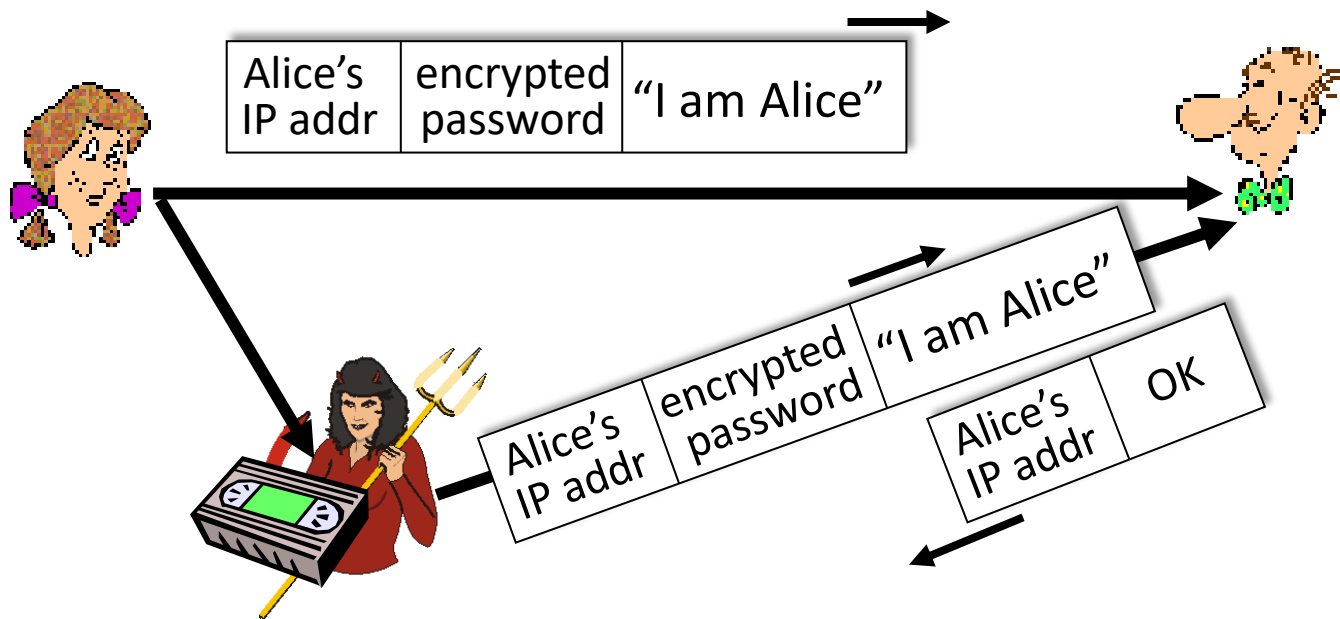 Alice’s
IP addr
encrypted
password
“I am Alice”
Alice’s
IP addr
encrypted
password
“I am Alice”
Alice’s
IP addr
OK